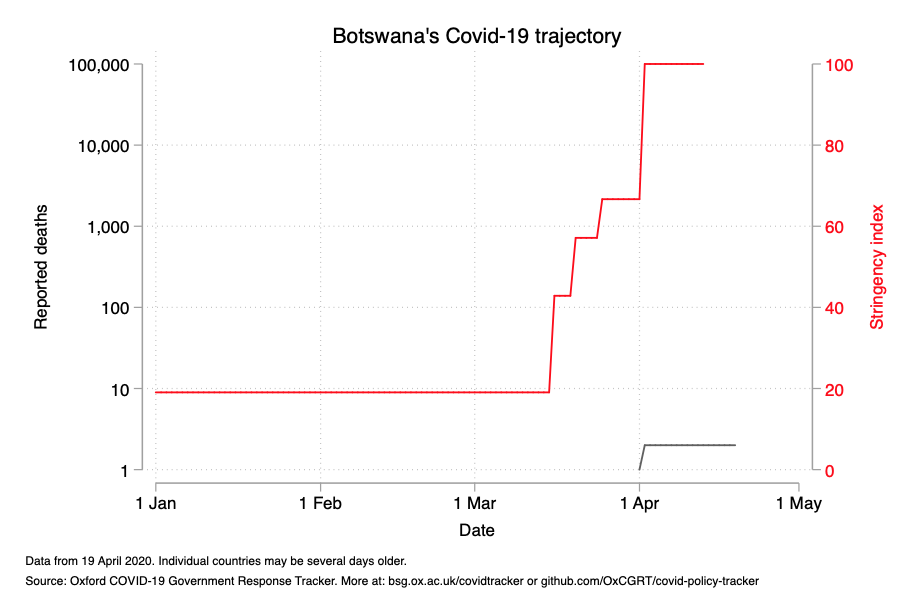 Botswana's Covid-19 trajectory
100,000
10,000
1,000
100
10
1
Reported deaths
100
80
60
40
20
0
Stringency index
1 Jan
1 Feb
1 Mar
1 Apr
1 May
Date
Data from 19 April 2020. Individual countries may be several days older.
Source: Oxford COVID-19 Government Response Tracker. More at: bsg.ox.ac.uk/covidtracker or github.com/OxCGRT/covid-policy-tracker